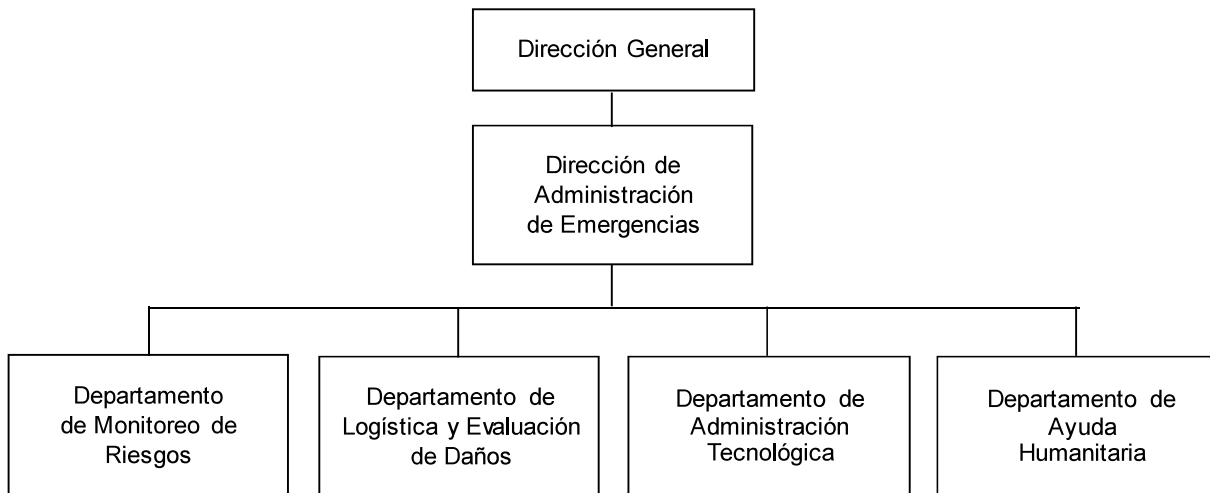 Dirección General
Dirección de
Administración
de Emergencias
Departamento
de Monitoreo de
Riesgos
Departamento de
Logística y Evaluación
de Daños
Departamento de
Administración
Tecnológica
Departamento de
Ayuda
Humanitaria